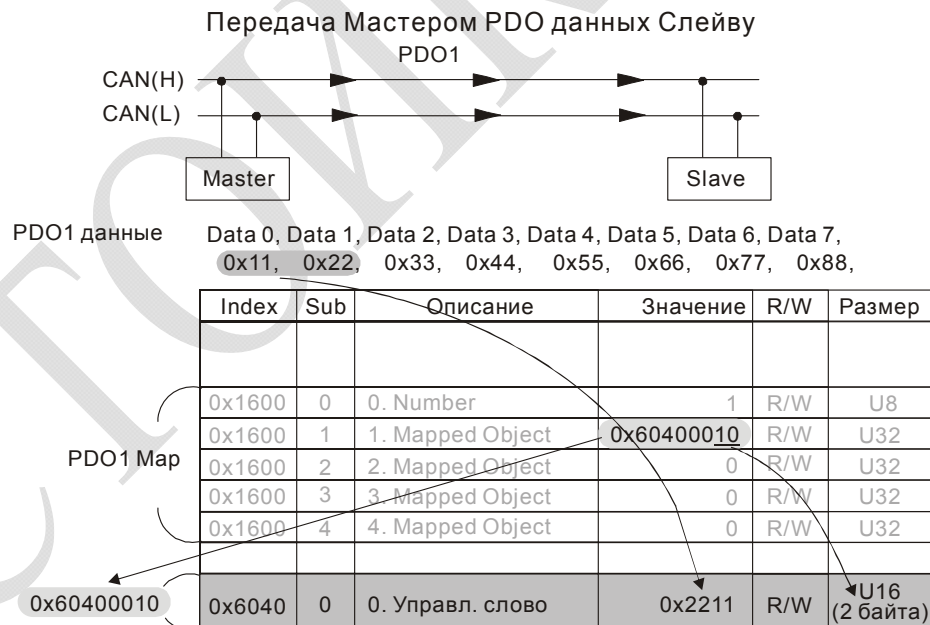 Передача Мастером PDO данных Слейву
PDO1
CAN(H)
CAN(L)
Master Slave
PDO1 данные Data 0, Data 1, Data 2, Data 3, Data 4, Data 5, Data 6, Data 7,
0x11, 0x22, 0x33, 0x44, 0x55, 0x66, 0x77, 0x88,
Index Sub Описание Значение R/W Размер
0x1600 0 0. Number 1 R/W U8
0x1600 1 1. Mapped Object 0x60400010 R/W U32
PDO1 Map 0x1600 2 2. Mapped Object 0 R/W U32
0x1600 3 3. Mapped Object 0 R/W U32
0x1600 4 4. Mapped Object 0 R/W U32
0x60400010 0x6040 0 0. Управл. слово 0x2211 R/W U16
(2 байта)